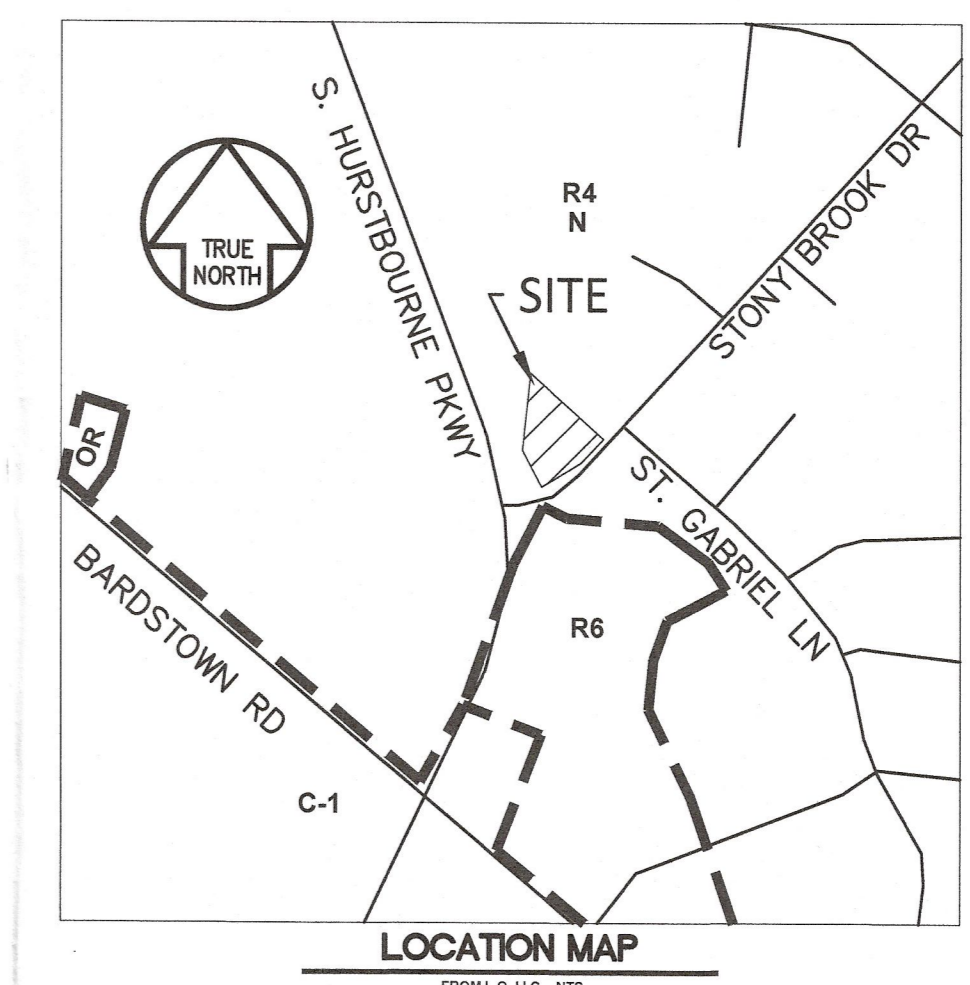 S. HURSTBOURNE PKWY
R4
N
TRUE
NORTH
SITE
STONY BROOK DR
OR
ST. GABRIEL LN
BARDSTOWN RD
R6
C-1
LOCATION MAP
NTS